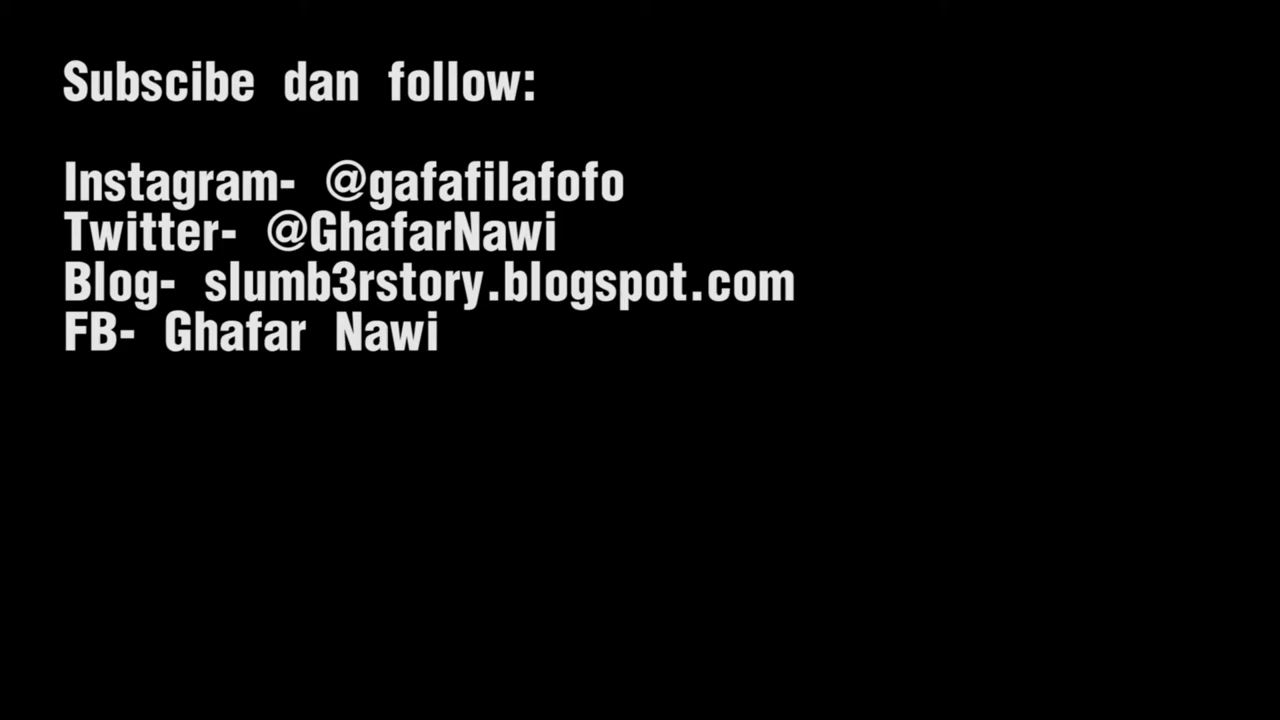 Subscibe dan follow:
Instagram- @gafafilafofo
Twitter- @GhafarNawi
Blog- slumb3rstory.blogspot.com
FB- Ghafar Nawi